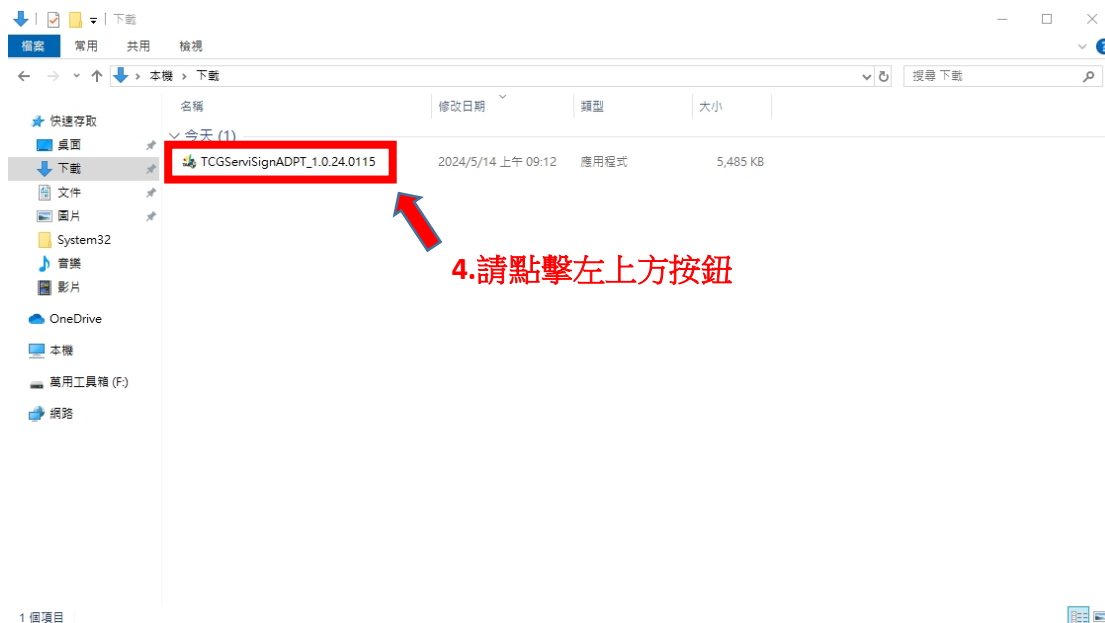 下載
檔案 常用 共用 檢視
本機 下載 搜尋 下載
名稱 修改日期 類型 大小
快速存取
今天 (1)
桌面
TCGServiSignADPT_1.0.24.0115 2024/5/14 上午 09:12 應用程式 5,485 KB
下載
文件
圖片
System32
4.請點擊左上方按鈕
音樂
影片
OneDrive
本機
萬用工具箱 (F:)
網路
1 個項目